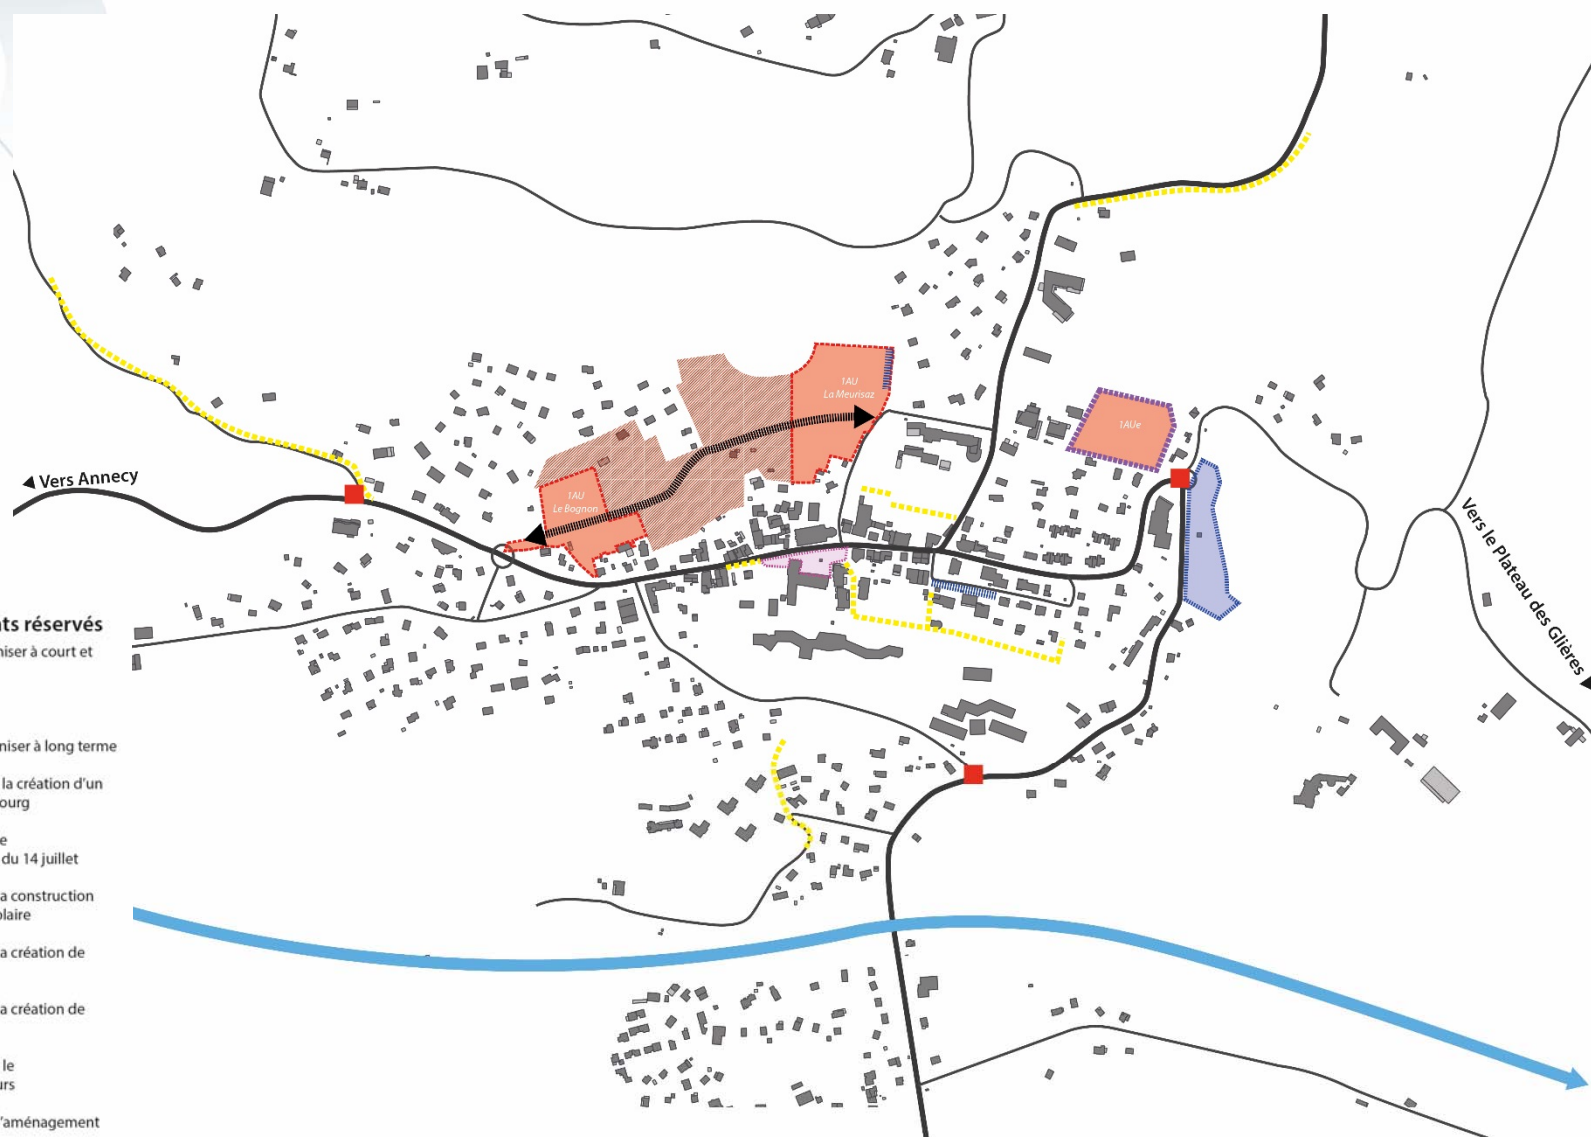 Vers Annecy
1AU
La Meurisaz
1AUe
1AU
Le Bognon
Vers le Plateau des Glières
ts réservés
niser à court et
niser à long terme
la création d'un
ourg
e
du 14 juillet
a construction
olaire
a création de
a création de
le
urs
l'aménagement